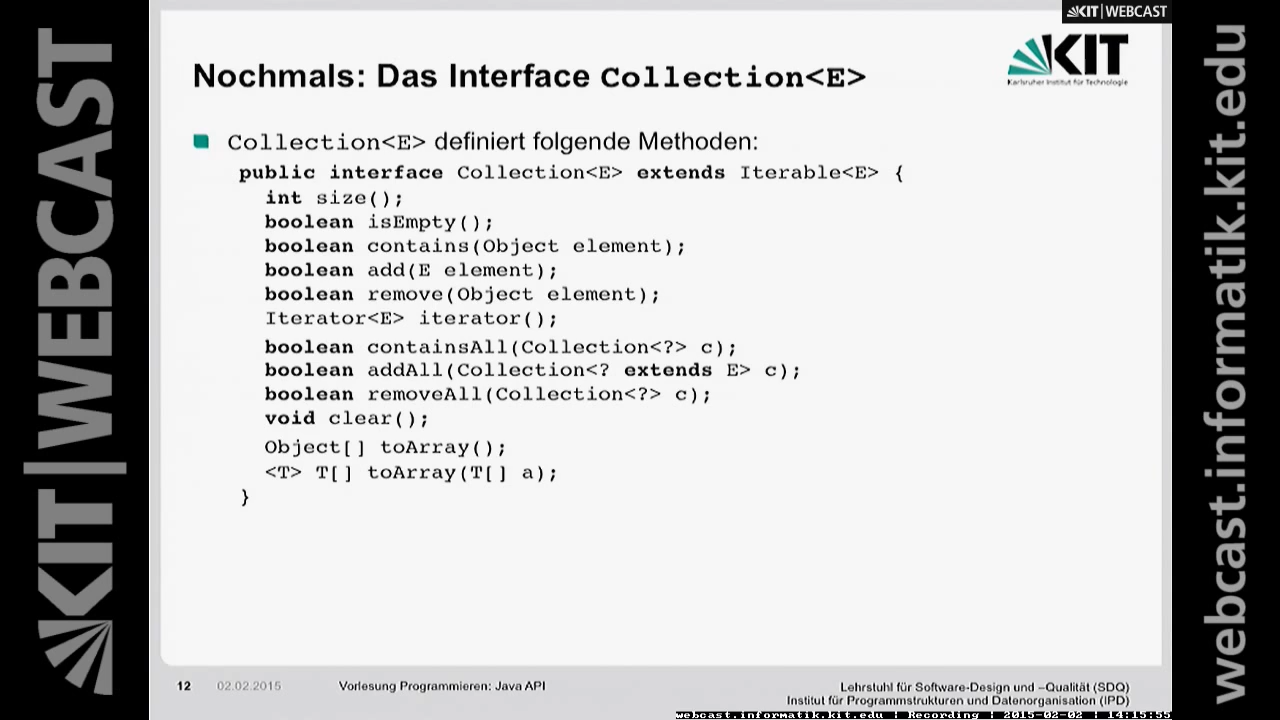 KIT | WEBCAST
Nochmals: Das Interface Collection<E>
KIT
Karlsruher Institut für Technologie
Collection<E> definiert folgende Methoden:
public interface Collection<E> extends Iterable<E> {
int size();
boolean isEmpty();
boolean contains(Object element);
boolean add(E element);
boolean remove(Object element);
Iterator<E> iterator();
boolean containsAll(Collection<?> c);
boolean addAll(Collection<? extends E> c);
boolean removeAll(Collection<?> c);
void clear();
Object[] toArray();
<T> T[] toArray(T[] a);
}
12 02.02.2015 Vorlesung Programmieren: Java API
Lehrstuhl für Software-Design und –Qualität (SDQ)
Institut für Programmstrukturen und Datenorganisation (IPD)
webcast.informatik.kit.edu | Recording | 2015-02-02 | 14:15:55
KIT | WEBCAST
webcast.informatik.kit.edu